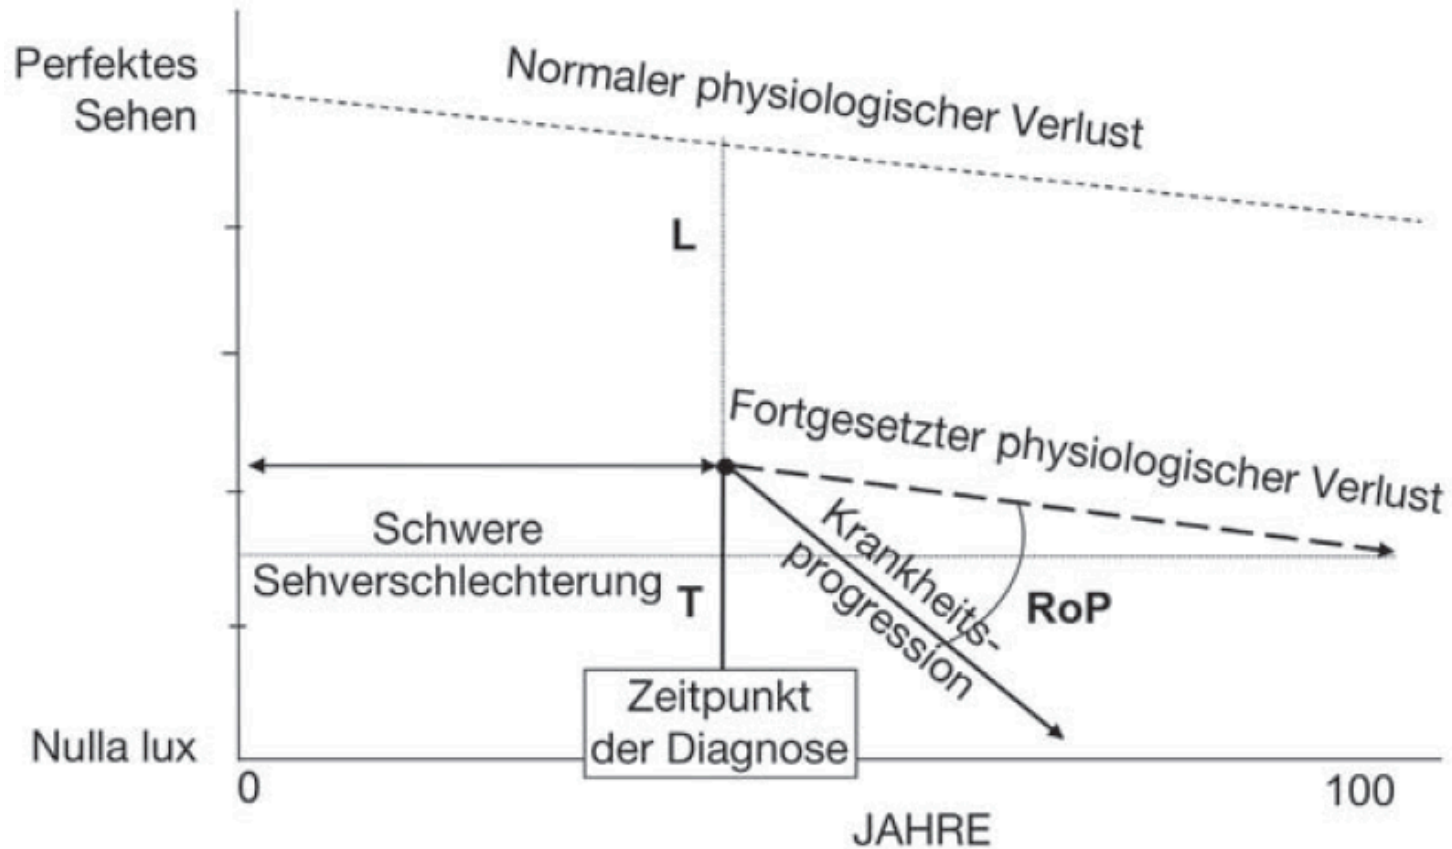 Perfektes
Sehen
Normaler physiologischer Verlust
L
Fortgesetzter physiologischer Verlust
Schwere
Sehverschlechterung
T
Krankheits-
progression
RoP
Zeitpunkt
der Diagnose
Nulla lux
0
100
JAHRE